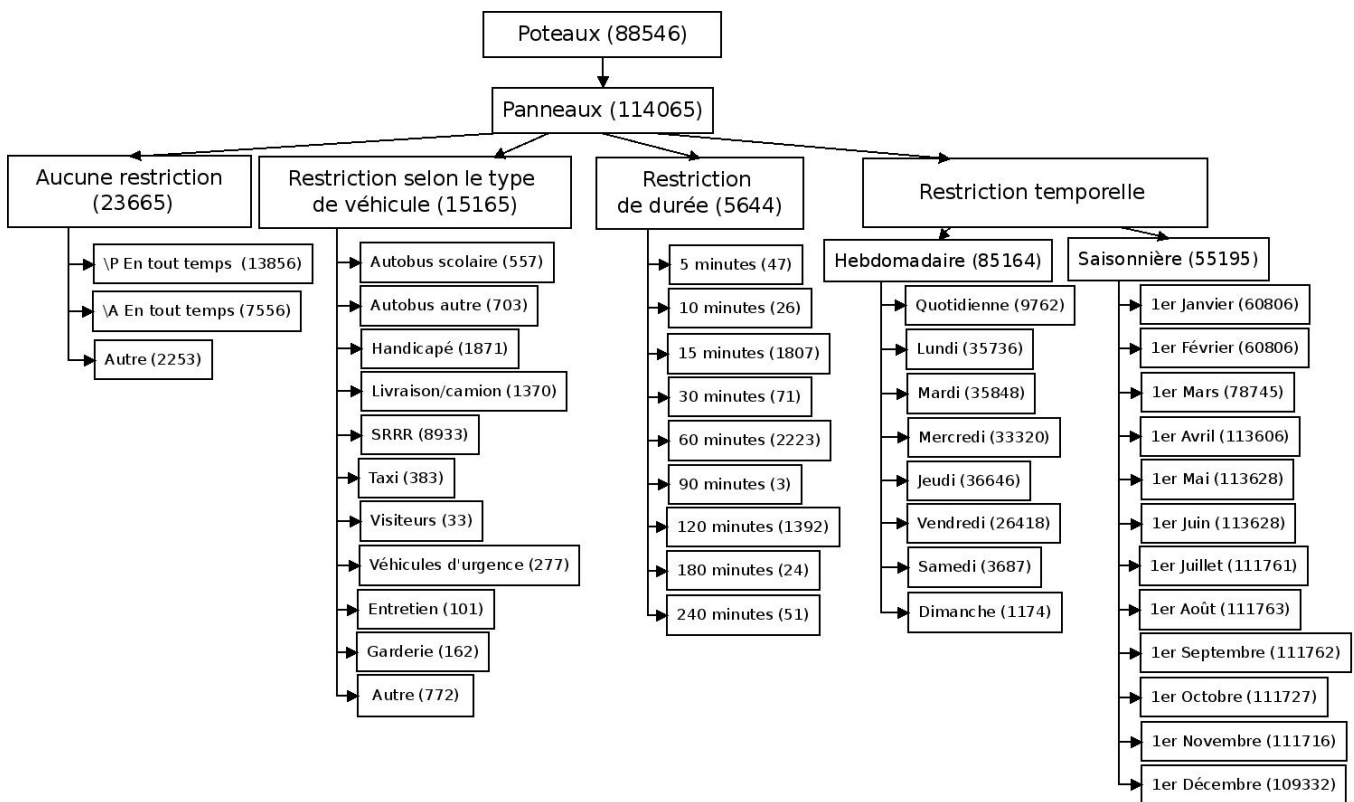 Poteaux (88546)
Panneaux (114065)
Aucune restriction
(23665)
\P En tout temps (13856)
\A En tout temps (7556)
Autre (2253)
Restriction selon le type
de véhicule (15165)
Autobus scolaire (557)
Autobus autre (703)
Handicapé (1871)
Livraison/camion (1370)
SRRR (8933)
Taxi (383)
Visiteurs (33)
Véhicules d'urgence (277)
Entretien (101)
Garderie (162)
Autre (772)
Restriction
de durée (5644)
5 minutes (47)
10 minutes (26)
15 minutes (1807)
30 minutes (71)
60 minutes (2223)
90 minutes (3)
120 minutes (1392)
180 minutes (24)
240 minutes (51)
Restriction temporelle
Hebdomadaire (85164)
Quotidienne (9762)
Lundi (35736)
Mardi (35848)
Mercredi (33320)
Jeudi (36646)
Vendredi (26418)
Samedi (3687)
Dimanche (1174)
Saisonnière (55195)
1er Janvier (60806)
1er Février (60806)
1er Mars (78745)
1er Avril (113606)
1er Mai (113628)
1er Juin (113628)
1er Juillet (111761)
1er Août (111763)
1er Septembre (111762)
1er Octobre (111727)
1er Novembre (111716)
1er Décembre (109332)